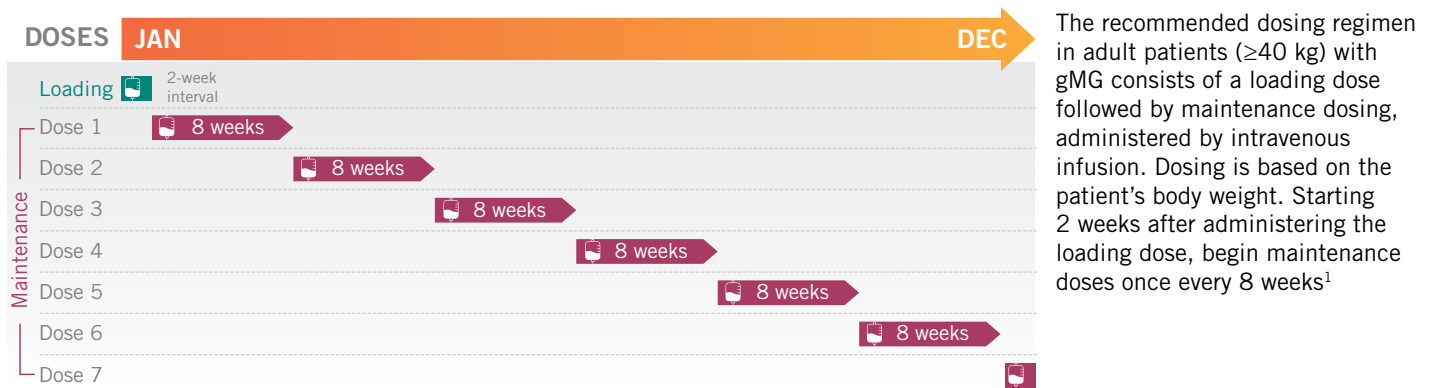 DOSES JAN DEC
Loading 2-week
interval
Dose 1 8 weeks
Dose 2 8 weeks
Dose 3 8 weeks
Dose 4 8 weeks
Dose 5 8 weeks
Dose 6 8 weeks
Dose 7
Maintenance
The recommended dosing regimen
in adult patients (≥40 kg) with
gMG consists of a loading dose
followed by maintenance dosing,
administered by intravenous
infusion. Dosing is based on the
patient’s body weight. Starting
2 weeks after administering the
loading dose, begin maintenance
doses once every 8 weeks¹